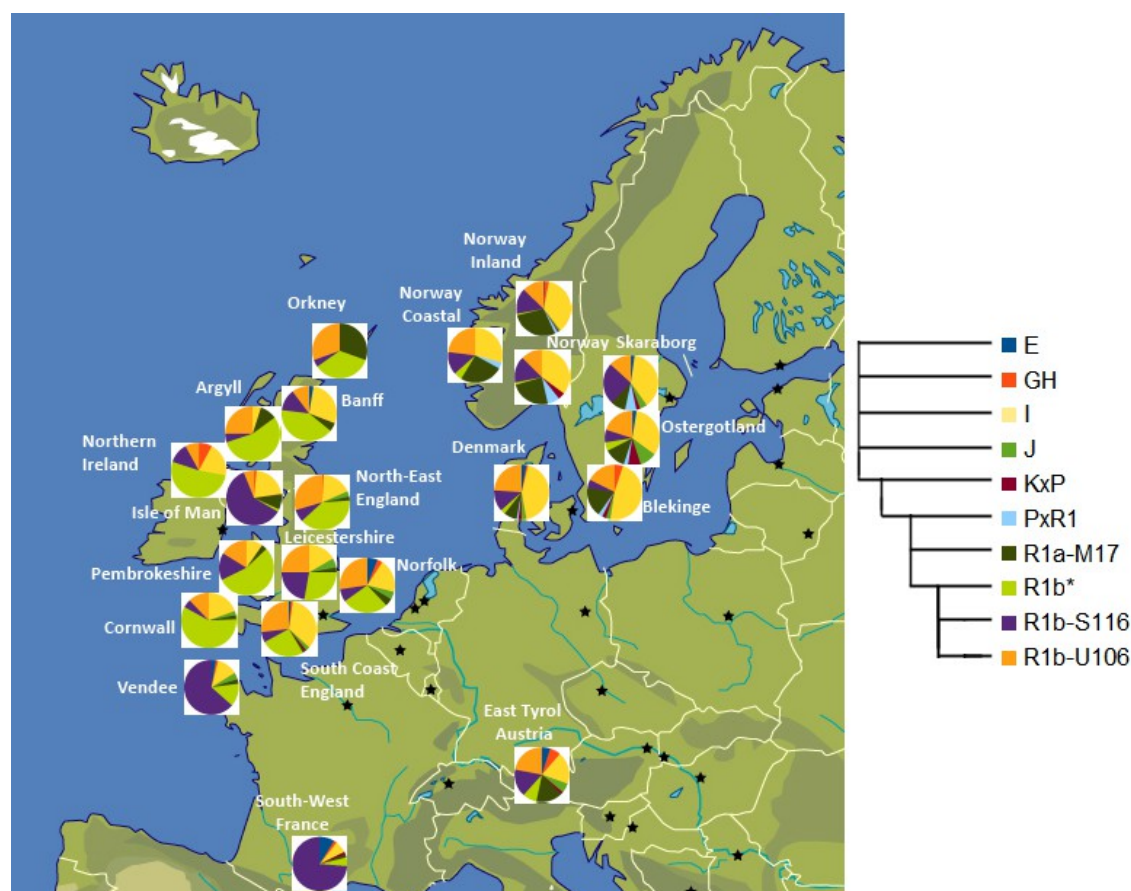 Norway
Inland
Norway
Coastal
Orkney
Norway Skaraborg
Argyll
Banff
Ostergotland
Northern
Ireland
Denmark
North-East
England
Isle of Man
Blekinge
Leicestershire
Pembrokeshire
Norfolk
Cornwall
South Coast
England
Vendee
East Tyrol
Austria
South-West
France
E
GH
I
J
KxP
PxR1
R1a-M17
R1b*
R1b-S116
R1b-U106